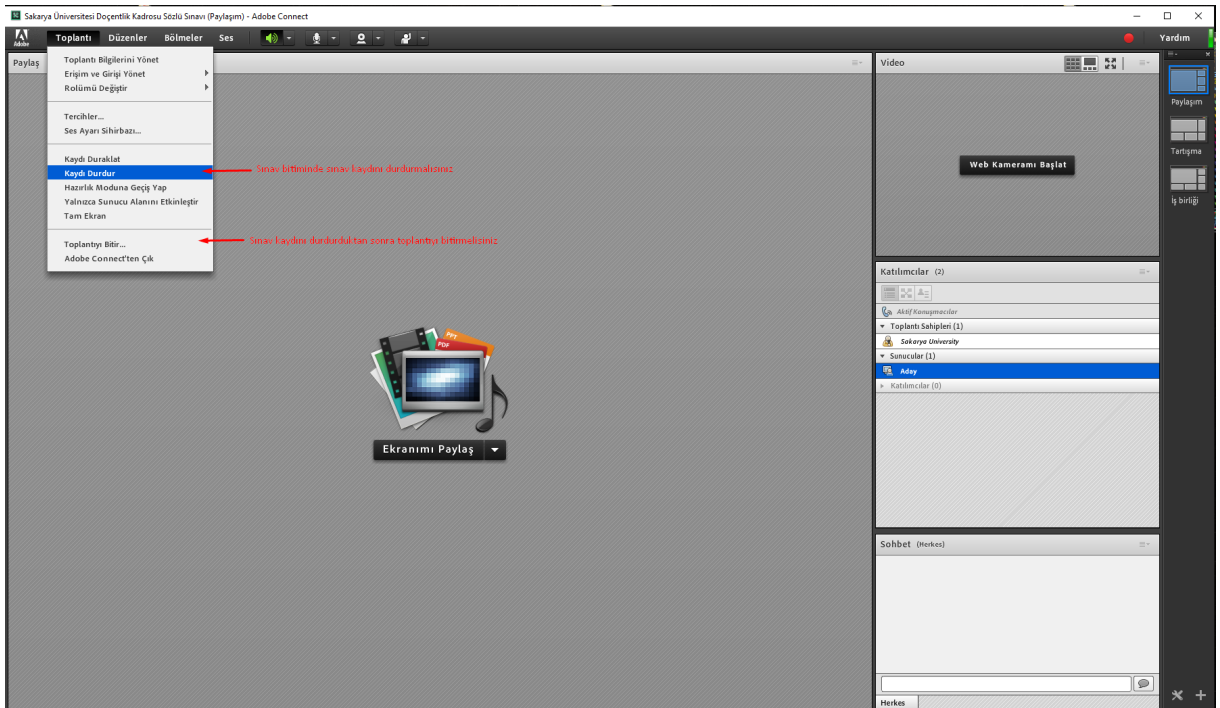 Sakarya Üniversitesi Doçentlik Kadrosu Sözlü Sınavı (Paylaşım) - Adobe Connect
Adobe
Toplantı Düzenler Bölmeler Ses
Yardım
Paylaş
Toplantı Bilgilerini Yönet
Erişim ve Girişi Yönet
Rolümü Değiştir
Tercihler...
Ses Ayarı Sihirbazı...
Kaydı Duraklat
Kaydı Durdur
Hazırlık Moduna Geçiş Yap
Yalnızca Sunucu Alanını Etkinleştir
Tam Ekran
Toplantıyı Bitir...
Adobe Connect'ten Çık
Sınav bitiminde sınav kaydını durdurmalısınız
Sınav kaydını durdurduktan sonra toplantıyı bitirmelisiniz
PPT
PDF
Ekranımı Paylaş
Video
Web Kameramı Başlat
Katılımcılar (2)
Aktif Konuşmacılar
Toplantı Sahipleri (1)
Sakarya University
Sunucular (1)
Aday
Katılımcılar (0)
Sohbet (Herkes)
Herkes
Paylaşım
Tartışma
İş birliği